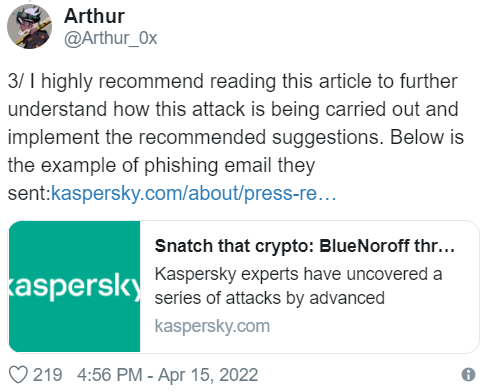 Arthur
@Arthur_0x
3/ I highly recommend reading this article to further
understand how this attack is being carried out and
implement the recommended suggestions. Below is
the example of phishing email they
sent:kaspersky.com/about/press-re…
kaspersky
Snatch that crypto: BlueNoroff thr...
Kaspersky experts have uncovered a
series of attacks by advanced
kaspersky.com
219 4:56 PM - Apr 15, 2022